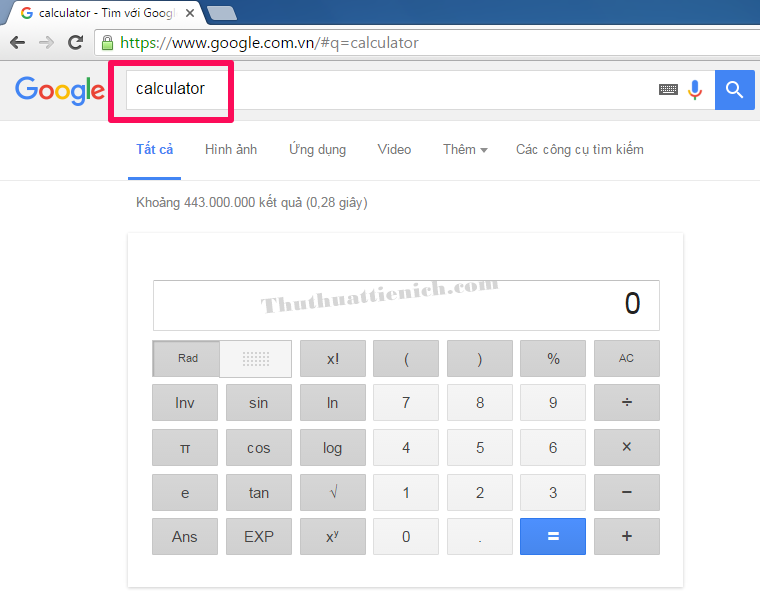 calculator - Tìm với Googl
https://www.google.com.vn/#q=calculator
Google calculator
Tất cả Hình ảnh Ứng dụng Video Thêm Các công cụ tìm kiếm
Khoảng 443.000.000 kết quả (0,28 giây)
Thuthuattienich.com
0
Rad x! ( ) % AC
Inv sin ln 7 8 9 ÷
π cos log 4 5 6 ×
e tan √ 1 2 3 −
Ans EXP xʸ 0 . = +